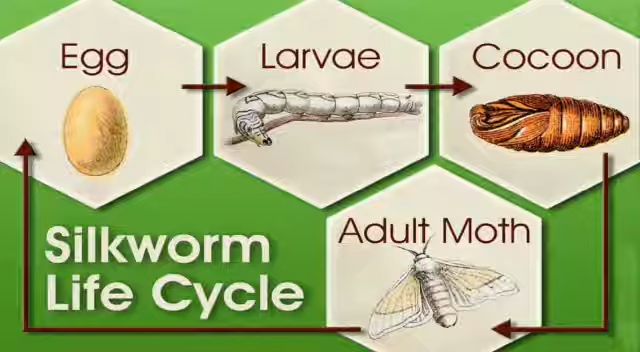 Egg
Larvae
Cocoon
Adult Moth
Silkworm
Life Cycle